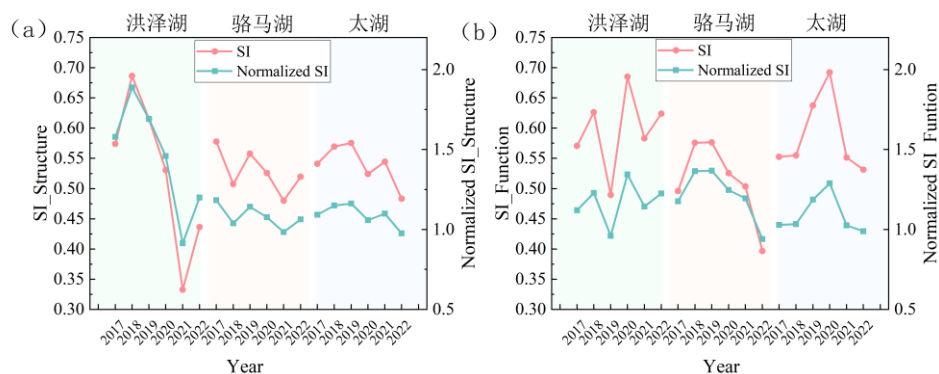 (a)
洪泽湖 骆马湖 太湖
SI
Normalized SI
SI_Structure
0.75
0.70
0.65
0.60
0.55
0.50
0.45
0.40
0.35
0.30
2.0
1.5
1.0
0.5
Normalized SI_Structure
2017 2018 2019 2020 2021 2022 2017 2018 2019 2020 2021 2022 2017 2018 2019 2020 2021 2022
Year
(b)
洪泽湖 骆马湖 太湖
SI
Normalized SI
SI_Function
0.75
0.70
0.65
0.60
0.55
0.50
0.45
0.40
0.35
0.30
2.0
1.5
1.0
0.5
Normalized SI_Funtion
2017 2018 2019 2020 2021 2022 2017 2018 2019 2020 2021 2022 2017 2018 2019 2020 2021 2022
Year